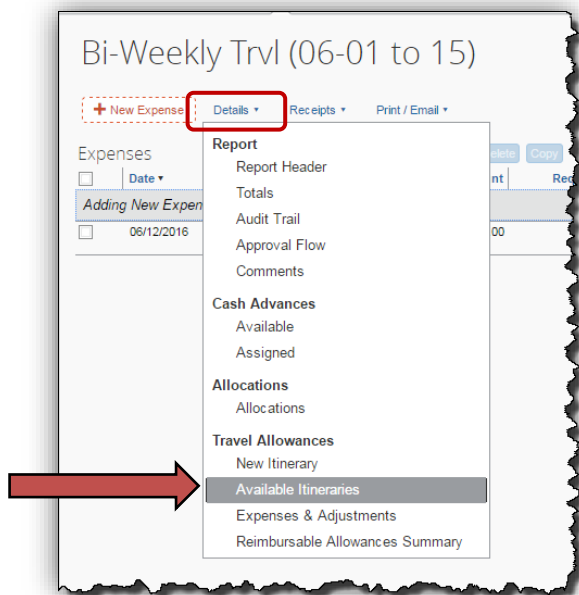 Bi-Weekly Trvl (06-01 to 15)
+ New Expense Details ▾ Receipts ▾ Print / Email ▾
Expenses Copy
Date ▾
Adding New Expen
06/12/2016 00
Report
Report Header
Totals
Audit Trail
Approval Flow
Comments
Cash Advances
Available
Assigned
Allocations
Allocations
Travel Allowances
New Itinerary
Available Itineraries
Expenses & Adjustments
Reimbursable Allowances Summary